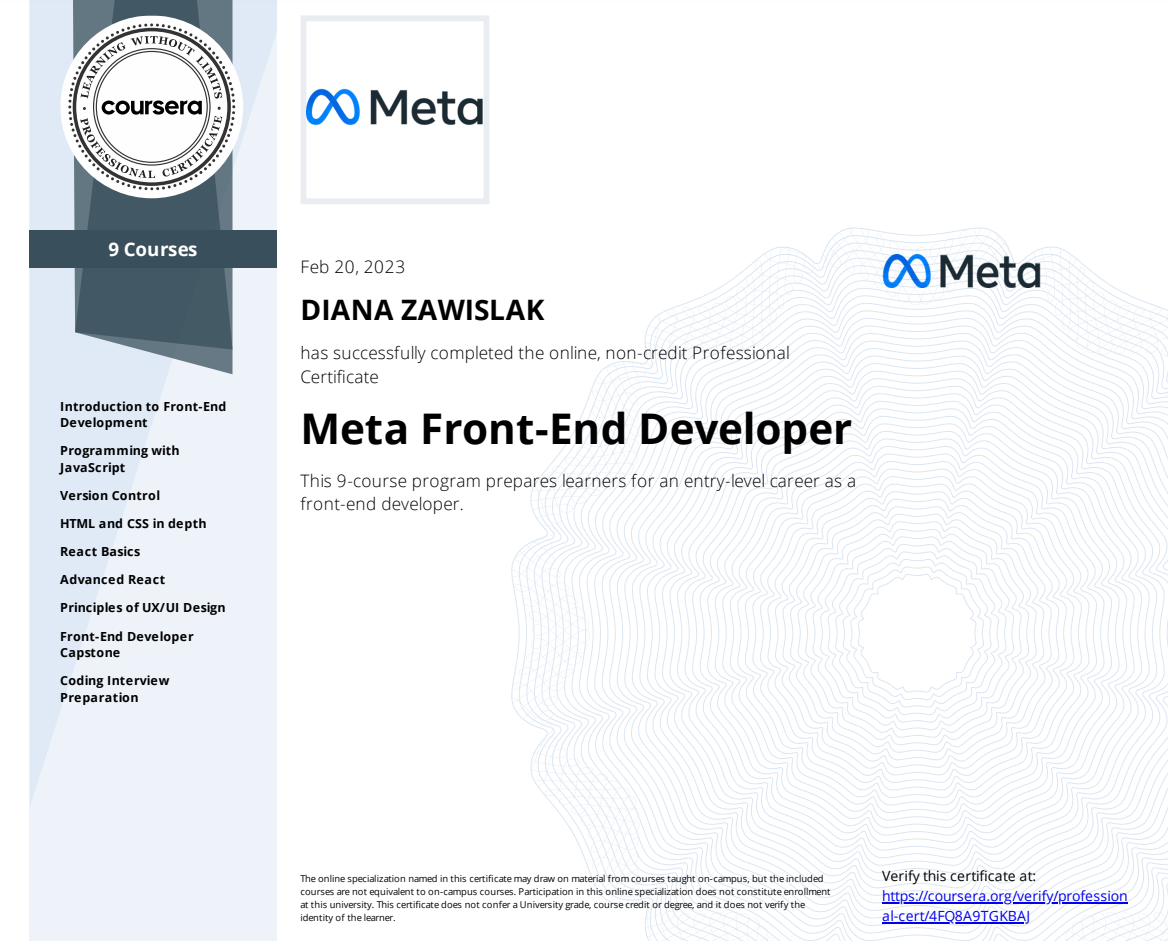 LEARNING WITHOUT LIMITS
coursera
PROFESSIONAL CERTIFICATE
9 Courses
Introduction to Front-End
Development
Programming with
JavaScript
Version Control
HTML and CSS in depth
React Basics
Advanced React
Principles of UX/UI Design
Front-End Developer
Capstone
Coding Interview
Preparation
Meta
Feb 20, 2023
DIANA ZAWISLAK
has successfully completed the online, non-credit Professional
Certificate
Meta Front-End Developer
This 9-course program prepares learners for an entry-level career as a
front-end developer.
Meta
The online specialization named in this certificate may draw on material from courses taught on-campus, but the included
courses are not equivalent to on-campus courses. Participation in this online specialization does not constitute enrollment
at this university. This certificate does not confer a University grade, course credit or degree, and it does not verify the
identity of the learner.
Verify this certificate at:
https://coursera.org/verify/profession
al-cert/4FQ8A9TGKBAJ